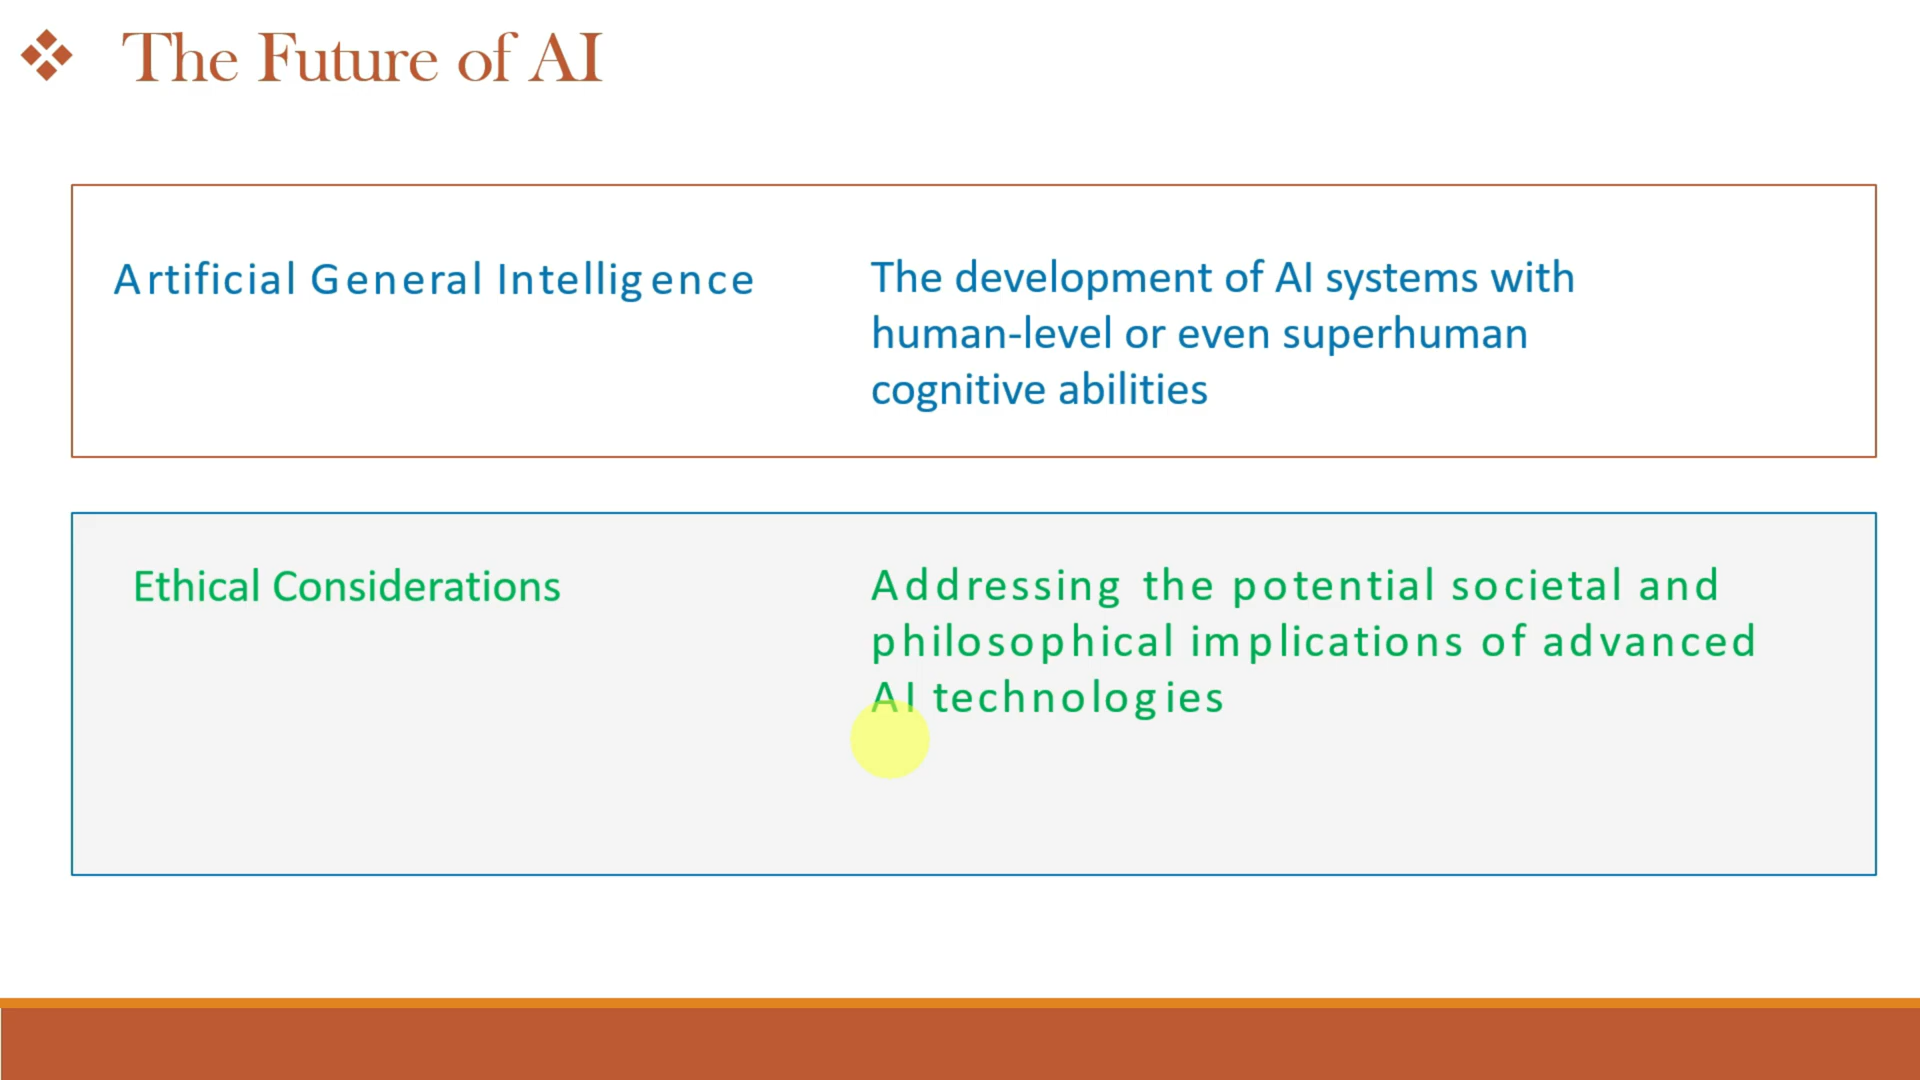 The Future of AI
Artificial General Intelligence
The development of AI systems with
human-level or even superhuman
cognitive abilities
Ethical Considerations
Addressing the potential societal and
philosophical implications of advanced
AI technologies